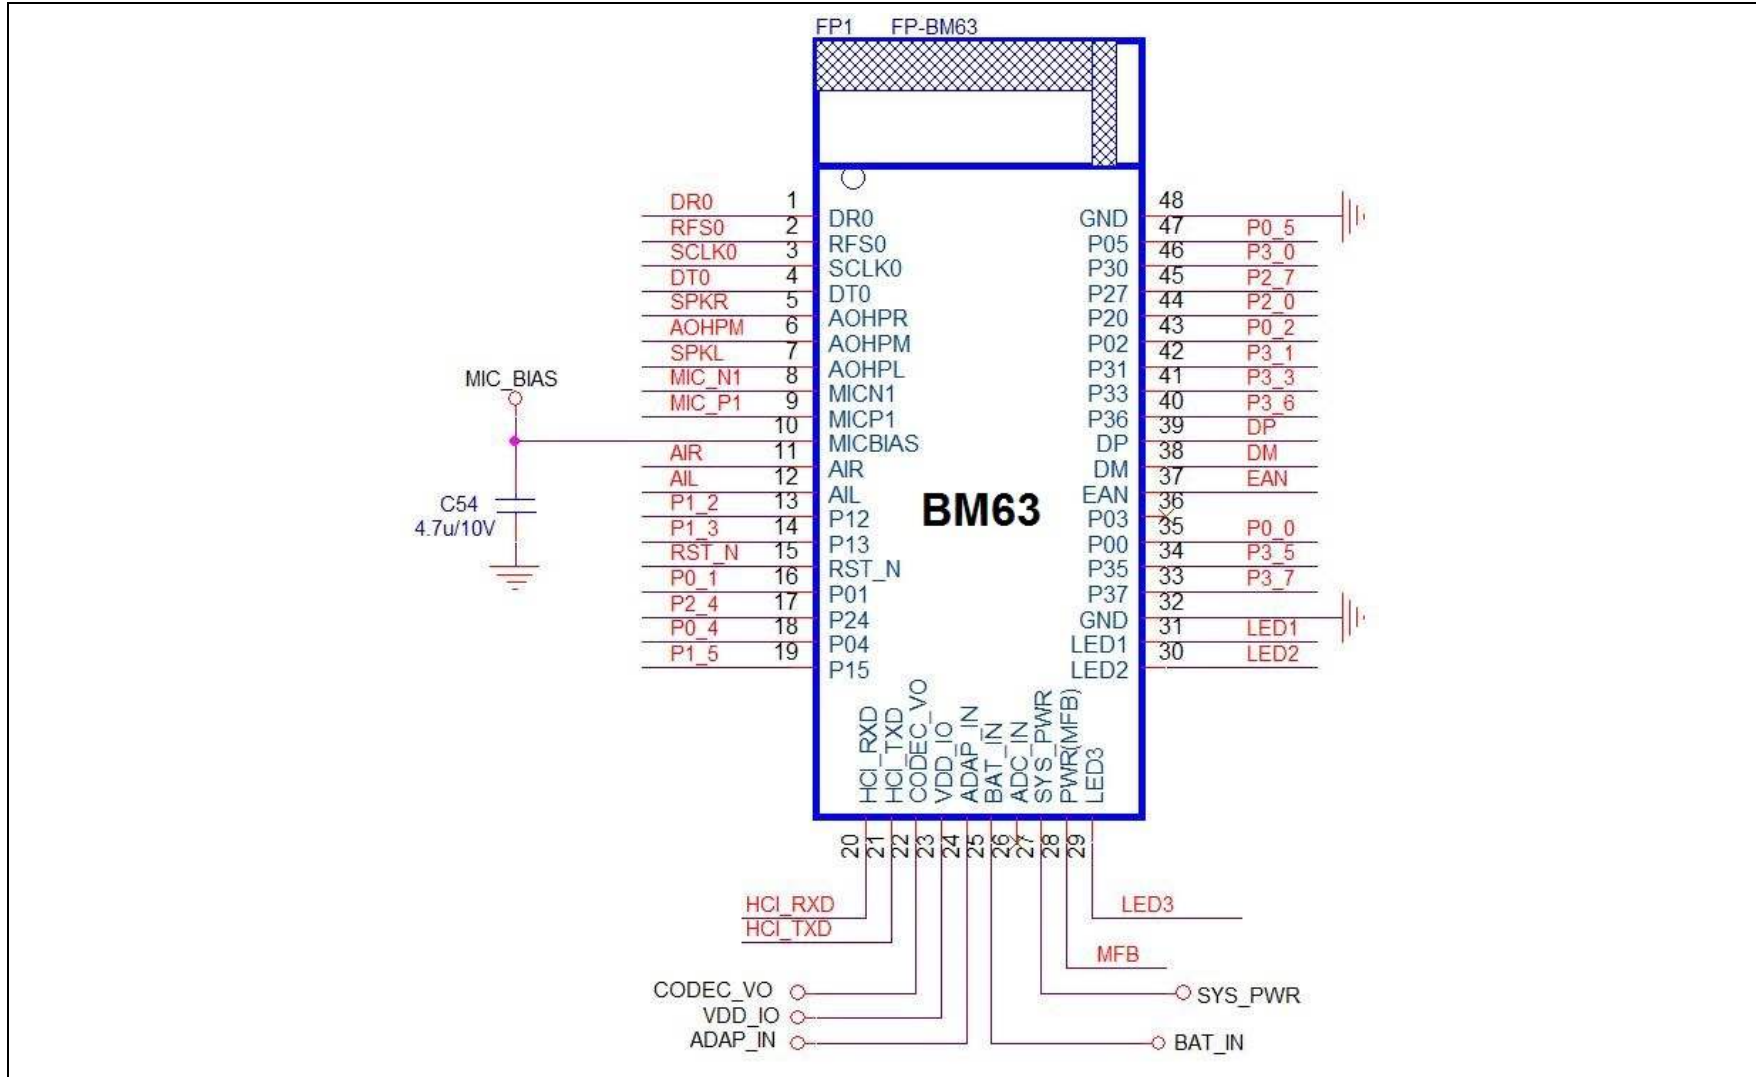 FP1 FP-BM63
DR0 1 DR0
RFS0 2 RFS0
SCLK0 3 SCLK0
DT0 4 DT0
SPKR 5 AOHPR
AOHPM 6 AOHPM
SPKL 7 AOHPL
MIC_N1 8 MICN1
MIC_P1 9 MICP1
MIC_BIAS
10 MICBIAS
AIR 11 AIR
AIL 12 AIL
P1_2 13 P12
P1_3 14 P13
RST_N 15 RST_N
P0_1 16 P01
P2_4 17 P24
P0_4 18 P04
P1_5 19 P15
C54
4.7u/10V
BM63
GND 48
P05 47 P0_5
P30 46 P3_0
P27 45 P2_7
P20 44 P2_0
P02 43 P0_2
P31 42 P3_1
P33 41 P3_3
P36 40 P3_6
DP 39 DP
DM 38 DM
EAN 37 EAN
P03 36
P00 35 P0_0
P35 34 P3_5
P37 33 P3_7
GND 32
LED1 31 LED1
LED2 30 LED2
HCI_RXD 20
HCI_TXD 21
CODEC_VO 22
VDD_IO 23
ADAP_IN 24
BAT_IN 25
ADC_IN 26
SYS_PWR 27
PWR(MFB) 28
LED3 29
HCI_RXD
HCI_TXD
LED3
MFB
CODEC_VO
SYS_PWR
VDD_IO
ADAP_IN
BAT_IN